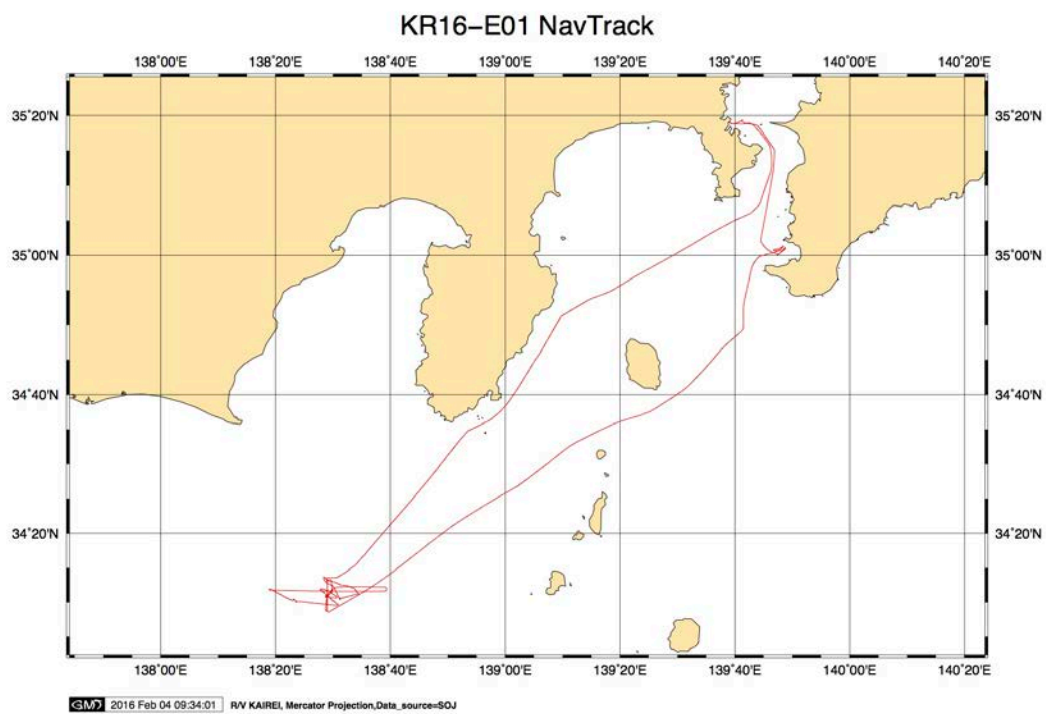 KR16-E01 NavTrack
138°00'E 138°20'E 138°40'E 139°00'E 139°20'E 139°40'E 140°00'E 140°20'E
35°20'N 35°20'N
35°00'N 35°00'N
34°40'N 34°40'N
34°20'N 34°20'N
138°00'E 138°20'E 138°40'E 139°00'E 139°20'E 139°40'E 140°00'E 140°20'E
GMT 2016 Feb 04 09:34:01 R/V KAIREI, Mercator Projection,Data_source=SOJ